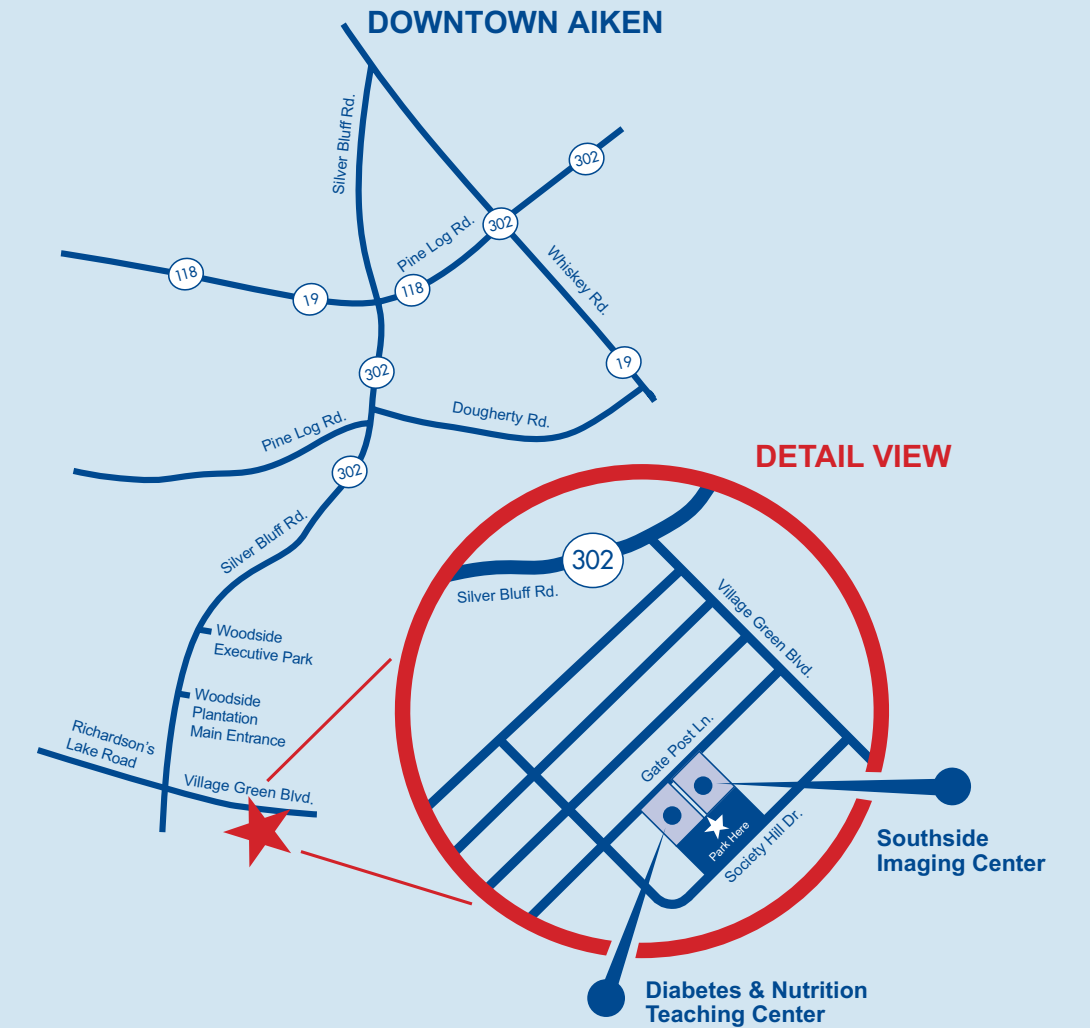 DOWNTOWN AIKEN
Silver Bluff Rd.
302
Pine Log Rd.
302
Whiskey Rd.
118
19
118
19
302
Dougherty Rd.
Pine Log Rd.
302
Silver Bluff Rd.
Woodside
Executive Park
Woodside
Plantation
Main Entrance
Richardson's
Lake Road
Village Green Blvd.
DETAIL VIEW
302
Silver Bluff Rd.
Village Green Blvd.
Gate Post Ln.
Park Here
Society Hill Dr.
Southside
Imaging Center
Diabetes & Nutrition
Teaching Center